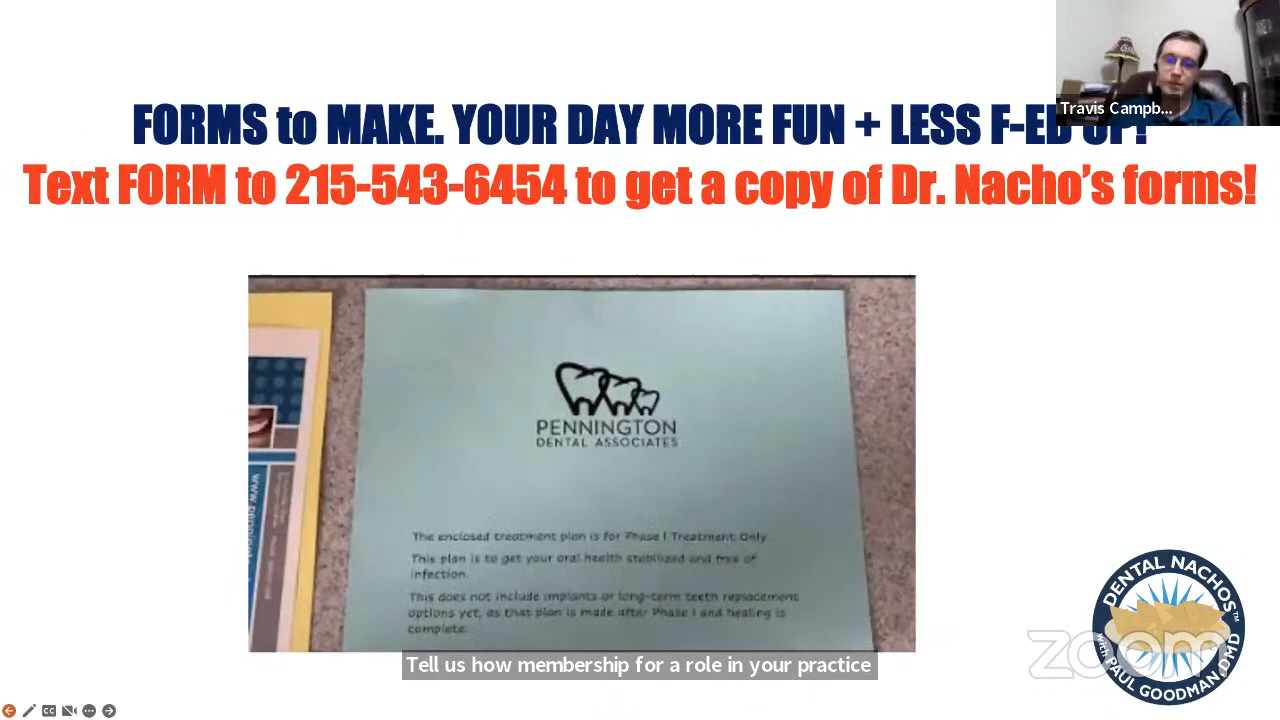 FORMS to MAKE. YOUR DAY MORE FUN + LESS F-ED UP!
Text FORM to 215-543-6454 to get a copy of Dr. Nacho’s forms!
Travis Campb...
PENNINGTON
DENTAL ASSOCIATES
The enclosed treatment plan is for Phase I Treatment Only
This plan is to get your oral health stabilized and free of
infection.
This does not include implants or long-term teeth replacement
options yet, as that plan is made after Phase I and healing is
complete.
Tell us how membership for a role in your practice
DENTAL NACHOS™
with PAUL GOODMAN DMD
zoom
CC